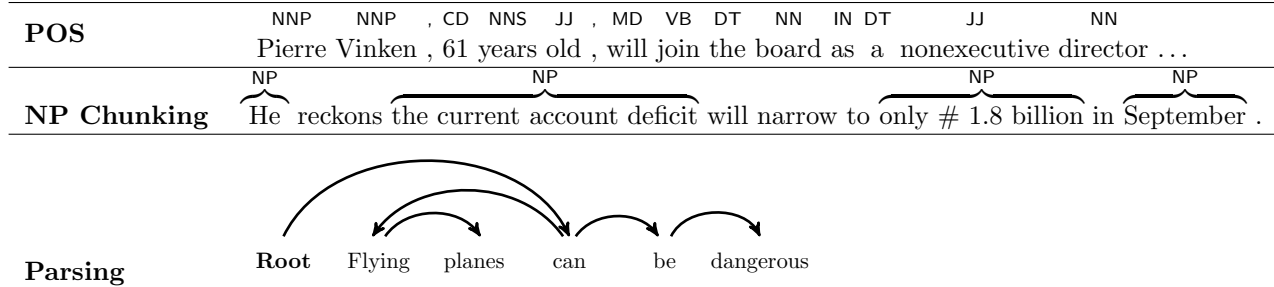 NNP NNP , CD NNS JJ , MD VB DT NN IN DT JJ NN
POS Pierre Vinken , 61 years old , will join the board as a nonexecutive director ...
NP NP NP NP
NP Chunking He reckons the current account deficit will narrow to only # 1.8 billion in September .
Parsing Root Flying planes can be dangerous